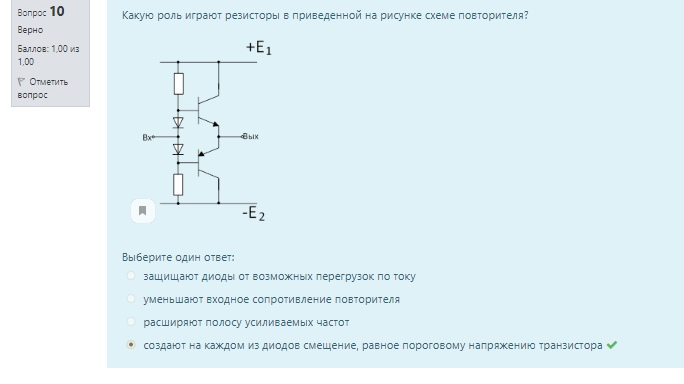 Вопрос 10
Верно
Баллов: 1,00 из
1,00
Отметить
вопрос
Какую роль играют резисторы в приведенной на рисунке схеме повторителя?
+E1
Вх
Вых
-E2
Выберите один ответ:
защищают диоды от возможных перегрузок по току
уменьшают входное сопротивление повторителя
расширяют полосу усиливаемых частот
создают на каждом из диодов смещение, равное пороговому напряжению транзистора